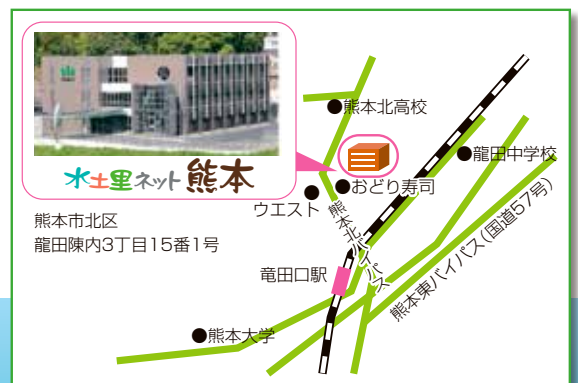 水土里ネット熊本
熊本市北区
龍田陳内3丁目15番1号
●熊本北高校
●龍田中学校
●おどり寿司
ウエスト
熊本北バイパス
竜田口駅
熊本東バイパス(国道57号)
●熊本大学